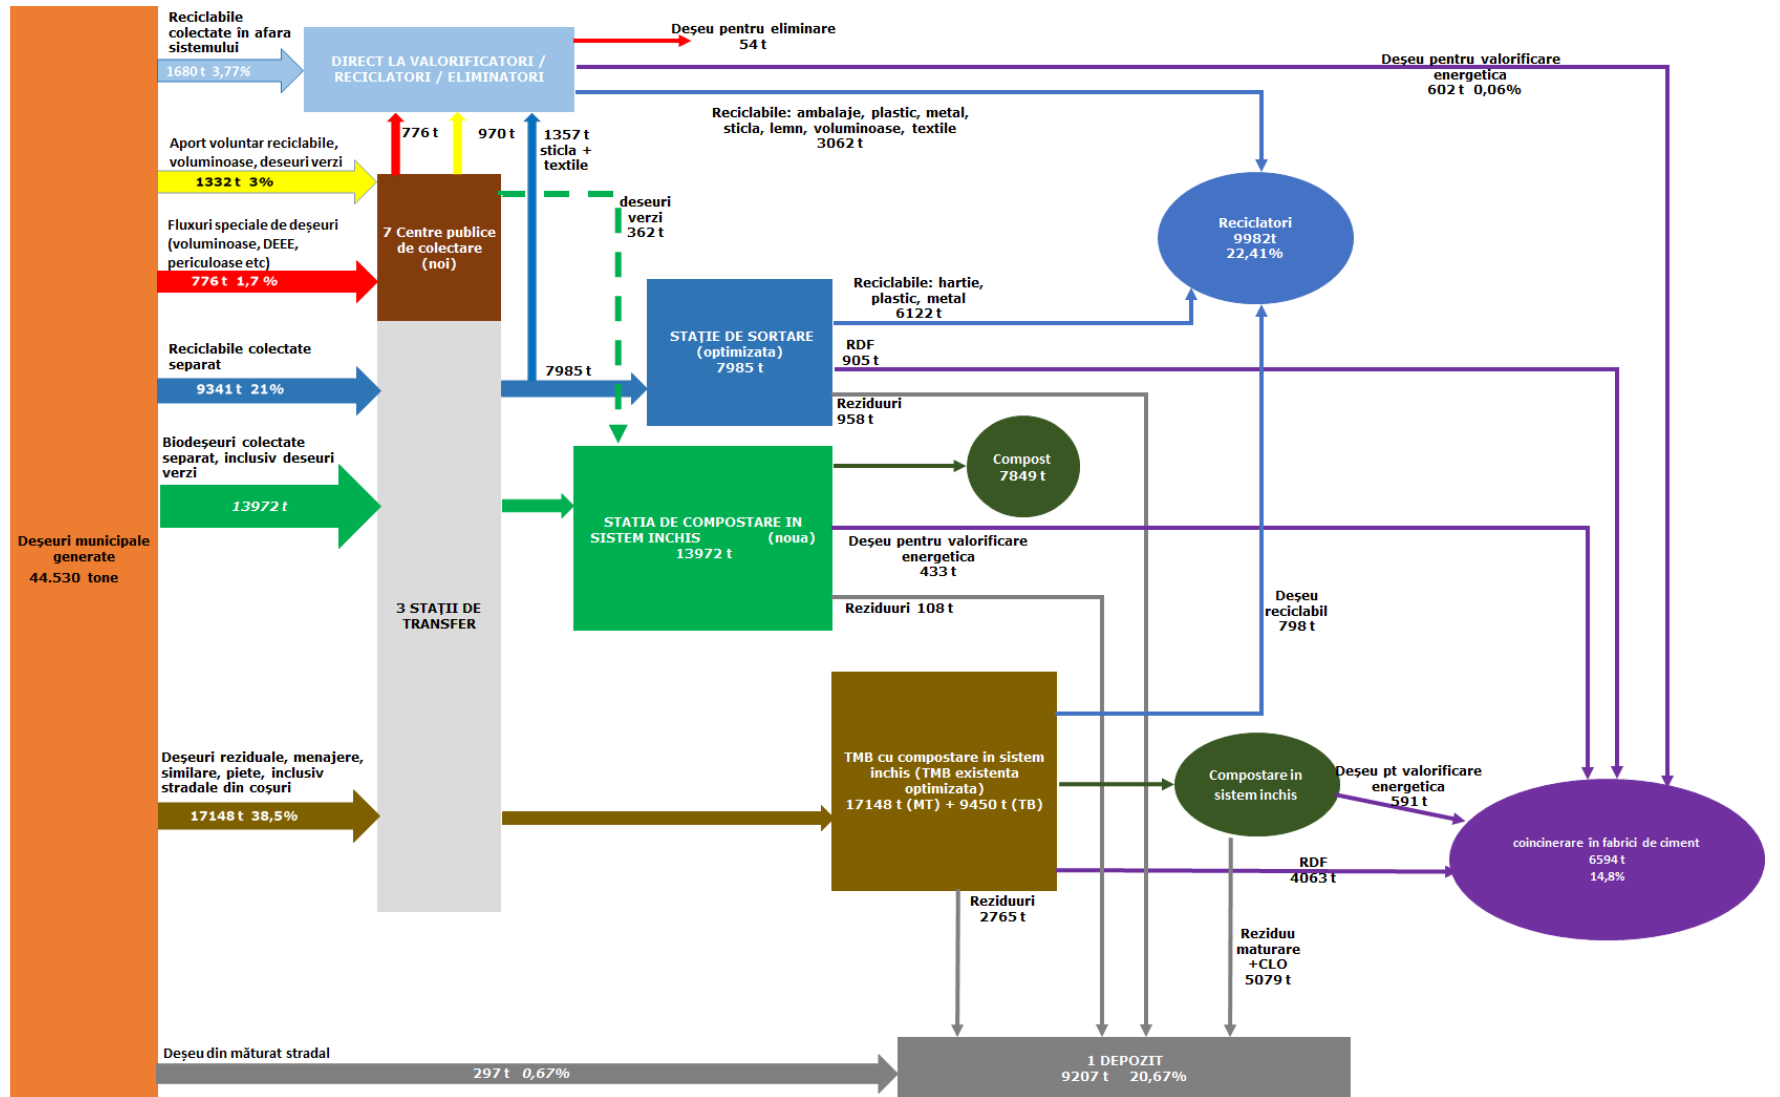 Reciclabile
colectate în afara
sistemului
1680 t 3,77%
DIRECT LA VALORIFICATORI /
RECICLATORI / ELIMINATORI
Deșeu pentru eliminare
54 t
Deșeu pentru valorificare
energetica
602 t 0,06%
Reciclabile: ambalaje, plastic, metal,
sticla, lemn, voluminoase, textile
3062 t
776 t
970 t
1357 t
sticla +
textile
Aport voluntar reciclabile,
voluminoase, deseuri verzi
1332 t 3%
Fluxuri speciale de deșeuri
(voluminoase, DEEE,
periculoase etc)
776 t 1,7 %
7 Centre publice
de colectare
(noi)
deseuri
verzi
362 t
Reciclatori
9982t
22,41%
Reciclabile: hartie,
plastic, metal
6122 t
STAȚIE DE SORTARE
(optimizata)
7985 t
RDF
905 t
Reziduuri
958 t
Reciclabile colectate
separat
9341 t 21%
7985 t
Biodeșeuri colectate
separat, inclusiv deseuri
verzi
13972 t
Compost
7849 t
STATIA DE COMPOSTARE IN
SISTEM INCHIS (noua)
13972 t
Deșeu pentru valorificare
energetica
433 t
Reziduuri 108 t
Deșeuri municipale
generate
44.530 tone
3 STAȚII DE
TRANSFER
Deșeu
reciclabil
798 t
Deșeuri reziduale, menajere,
similare, piete, inclusiv
stradale din coșuri
17148 t 38,5%
TMB cu compostare in sistem
inchis (TMB existenta
optimizata)
17148 t (MT) + 9450 t (TB)
Compostare in
sistem inchis
Deșeu pt valorificare
energetica
591 t
coincinerare în fabrici de ciment
6594 t
14,8%
RDF
4063 t
Reziduuri
2765 t
Reziduu
maturare
+CLO
5079 t
Deșeu din măturat stradal
297 t 0,67%
1 DEPOZIT
9207 t 20,67%